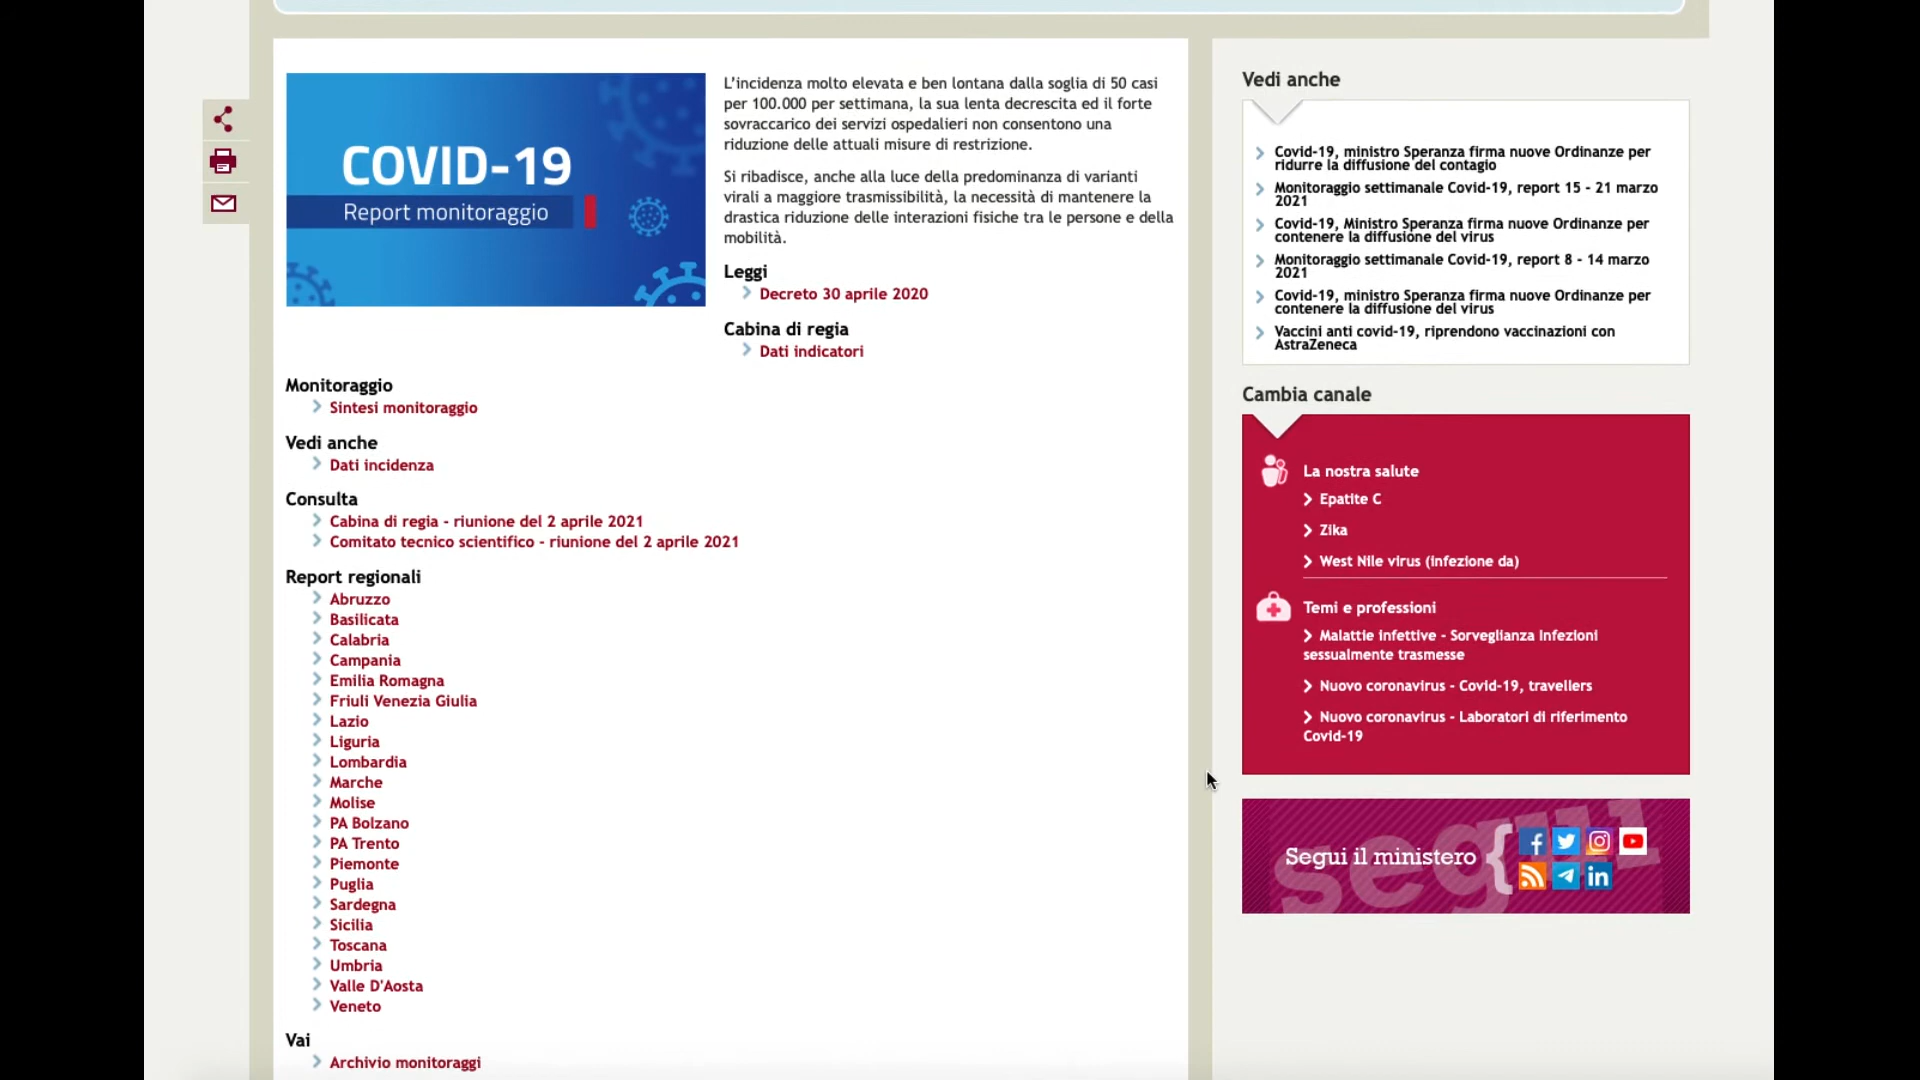 COVID-19
Report monitoraggio
L'incidenza molto elevata e ben lontana dalla soglia di 50 casi
per 100.000 per settimana, la sua lenta decrescita ed il forte
sovraccarico dei servizi ospedalieri non consentono una
riduzione delle attuali misure di restrizione.
Si ribadisce, anche alla luce della predominanza di varianti
virali a maggiore trasmissibilità, la necessità di mantenere la
drastica riduzione delle interazioni fisiche tra le persone e della
mobilità.
Leggi
Decreto 30 aprile 2020
Cabina di regia
Dati indicatori
Monitoraggio
Sintesi monitoraggio
Vedi anche
Dati incidenza
Consulta
Cabina di regia - riunione del 2 aprile 2021
Comitato tecnico scientifico - riunione del 2 aprile 2021
Report regionali
Abruzzo
Basilicata
Calabria
Campania
Emilia Romagna
Friuli Venezia Giulia
Lazio
Liguria
Lombardia
Marche
Molise
PA Bolzano
PA Trento
Piemonte
Puglia
Sardegna
Sicilia
Toscana
Umbria
Valle D'Aosta
Veneto
Vai
Archivio monitoraggi
Vedi anche
Covid-19, ministro Speranza firma nuove Ordinanze per
ridurre la diffusione del contagio
Monitoraggio settimanale Covid-19, report 15 - 21 marzo
2021
Covid-19, Ministro Speranza firma nuove Ordinanze per
contenere la diffusione del virus
Monitoraggio settimanale Covid-19, report 8 - 14 marzo
2021
Covid-19, ministro Speranza firma nuove Ordinanze per
contenere la diffusione del virus
Vaccini anti covid-19, riprendono vaccinazioni con
AstraZeneca
Cambia canale
La nostra salute
Epatite C
Zika
West Nile virus (infezione da)
Temi e professioni
Malattie infettive - Sorveglianza Infezioni
sessualmente trasmesse
Nuovo coronavirus - Covid-19, travellers
Nuovo coronavirus - Laboratori di riferimento
Covid-19
segui
Segui il ministero